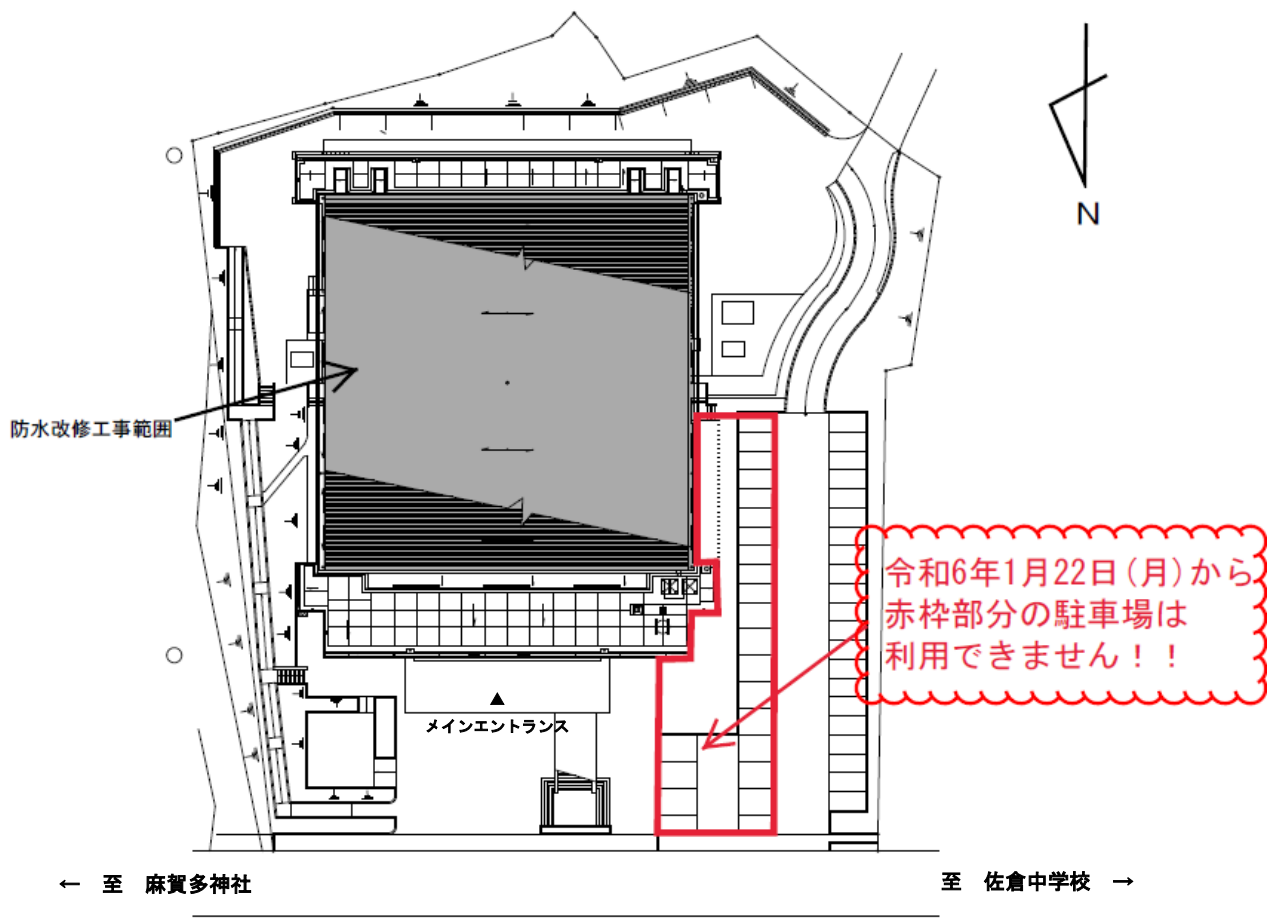 N
防水改修工事範囲
令和6年1月22日(月)から
赤枠部分の駐車場は
利用できません！！
▲
メインエントランス
← 至 麻賀多神社
至 佐倉中学校 →